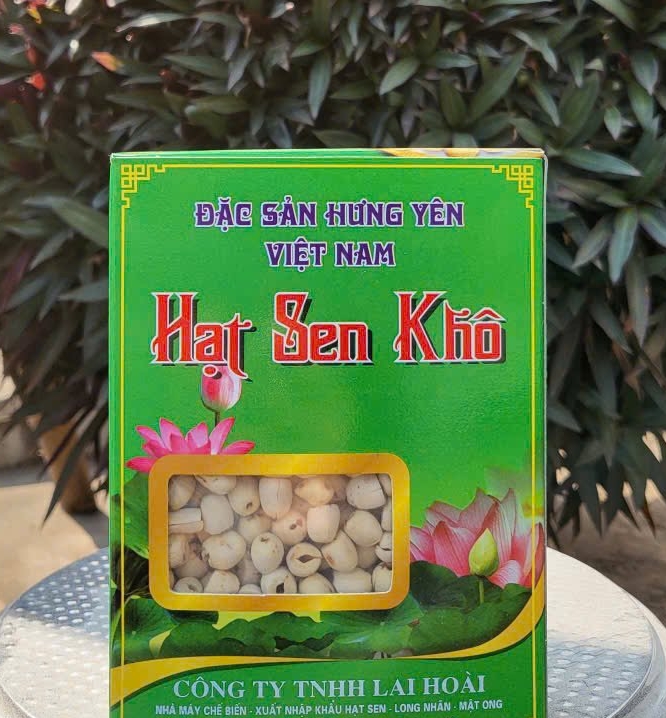 ĐẶC SẢN HƯNG YÊN
VIỆT NAM
Hạt Sen Khô
CÔNG TY TNHH LAI HOÀI
NHÀ MÁY CHẾ BIẾN - XUẤT NHẬP KHẨU HẠT SEN - LONG NHÃN - MẬT ONG